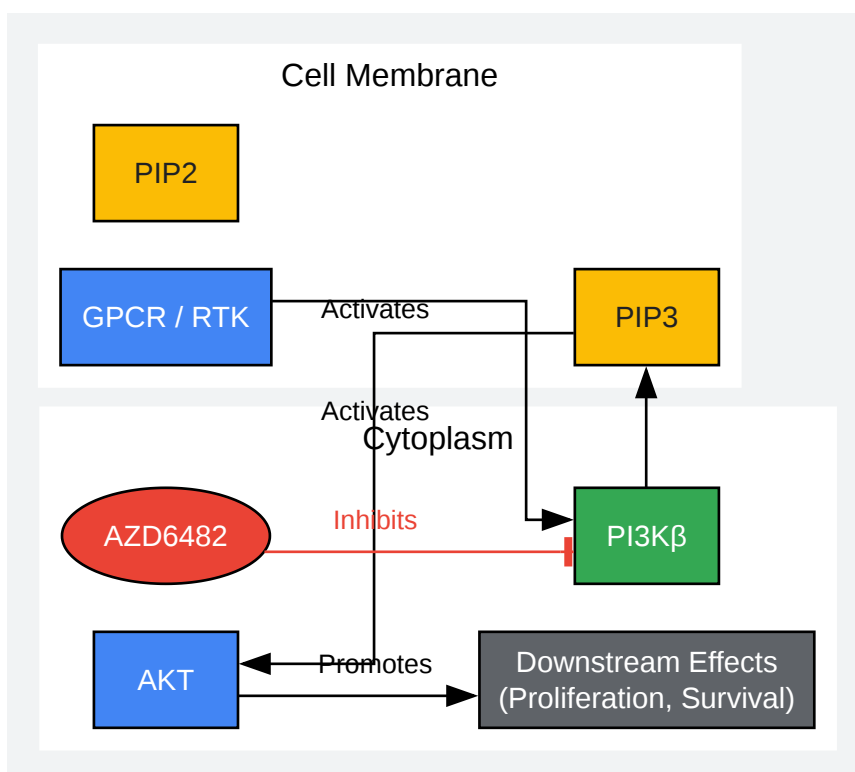 Cell Membrane
PIP2
GPCR / RTK
Activates
PIP3
Activates
Cytoplasm
AZD6482
Inhibits
PI3Kβ
AKT
Promotes
Downstream Effects
(Proliferation, Survival)